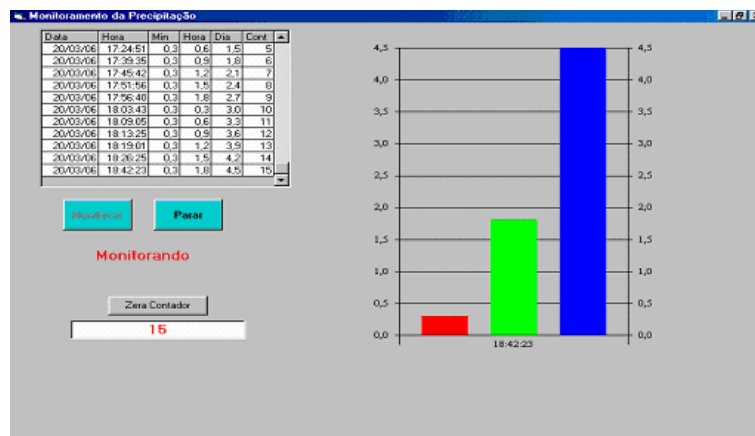 Monitoramento da Precipitação
Data Hora Min Hora Dia Cont
20/03/06 17:24:51 0,3 0,6 1,5 5
20/03/06 17:39:35 0,3 0,9 1,8 6
20/03/06 17:45:42 0,3 1,2 2,1 7
20/03/06 17:51:56 0,3 1,5 2,4 8
20/03/06 17:56:40 0,3 1,8 2,7 9
20/03/06 18:03:43 0,3 0,3 3,0 10
20/03/06 18:09:05 0,3 0,6 3,3 11
20/03/06 18:13:25 0,3 0,9 3,6 12
20/03/06 18:19:01 0,3 1,2 3,9 13
20/03/06 18:26:25 0,3 1,5 4,2 14
20/03/06 18:42:23 0,3 1,8 4,5 15
Monitorar Parar
Monitorando
Zera Contador
15
4,5 4,5
4,0 4,0
3,5 3,5
3,0 3,0
2,5 2,5
2,0 2,0
1,5 1,5
1,0 1,0
0,5 0,5
0,0 0,0
18:42:23